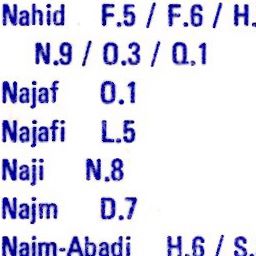 Nahid F.5 / F.6 / H.
N.9 / O.3 / Q.1
Najaf O.1
Najafi L.5
Naji N.8
Najm D.7
Najm-Abadi H.6 / S.